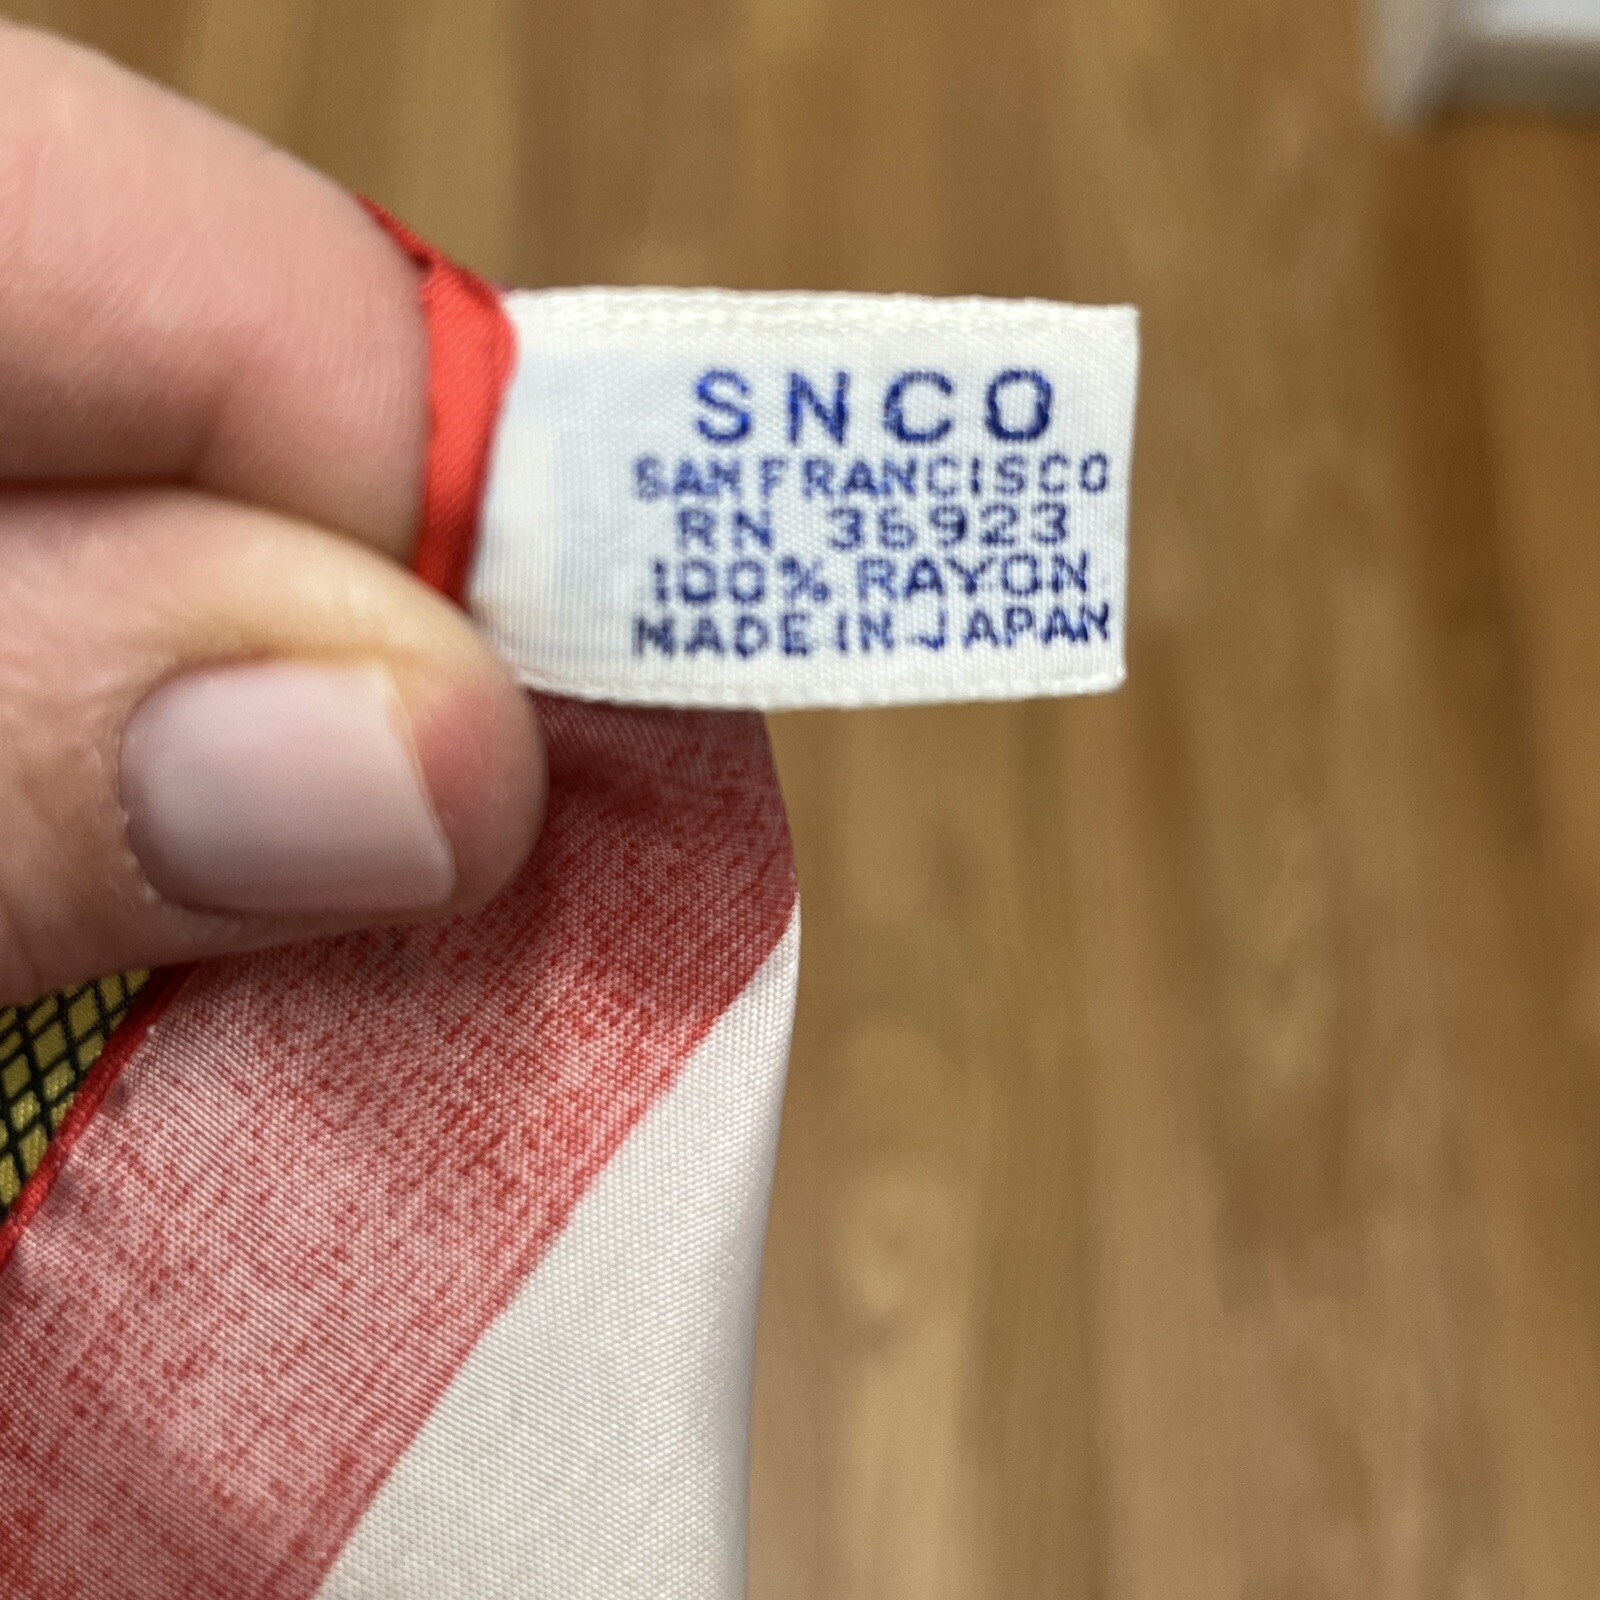 SNCO
SAN FRANCISCO
RN 36923
100% RAYON
MADE IN JAPAN